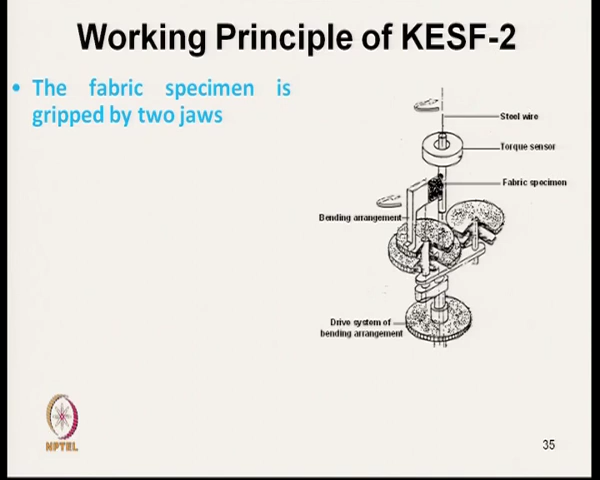 Working Principle of KESF-2
• The fabric specimen is
gripped by two jaws
Steel wire
Torque sensor
Fabric specimen
Bending arrangement
Drive system of
bending arrangement
NPTEL
35